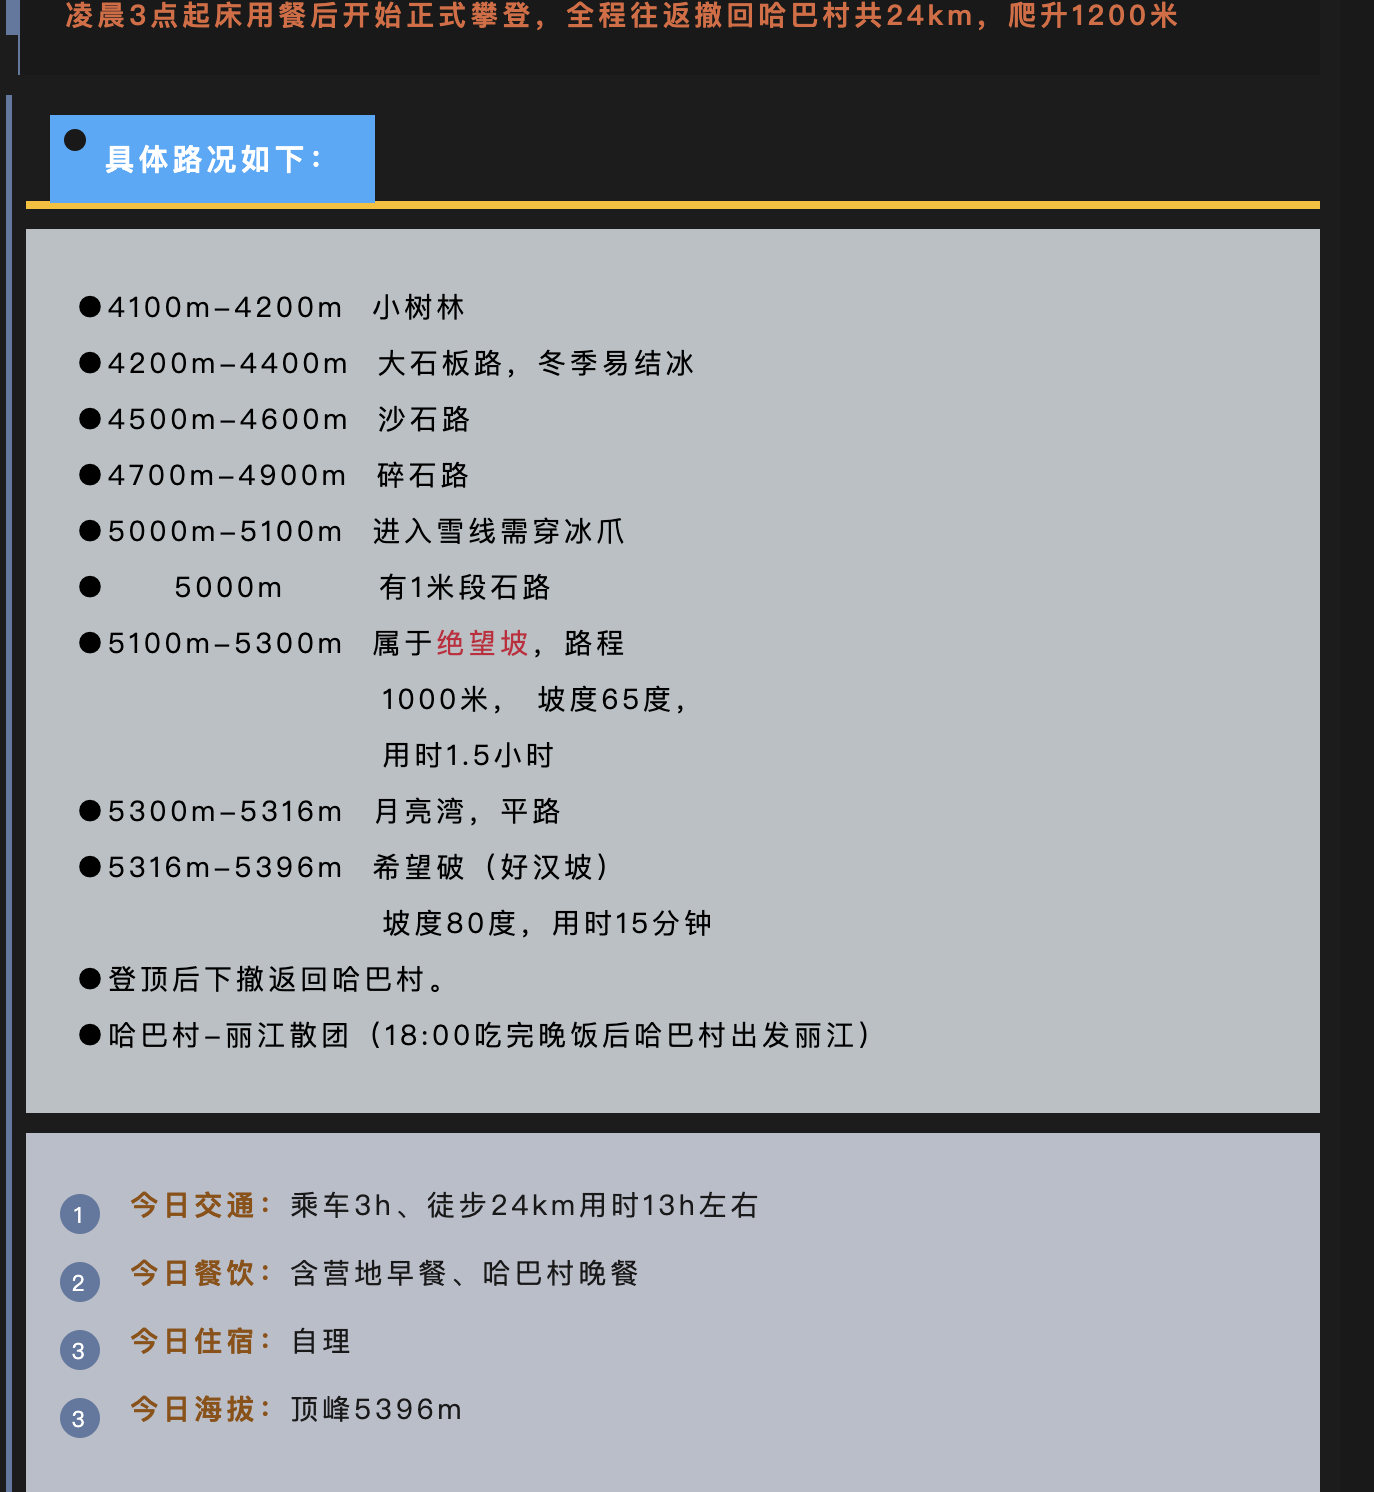 凌晨3点起床用餐后开始正式攀登，全程往返撤回哈巴村共24km，爬升1200米
具体路况如下：
●4100m-4200m 小树林
●4200m-4400m 大石板路，冬季易结冰
●4500m-4600m 沙石路
●4700m-4900m 碎石路
●5000m-5100m 进入雪线需穿冰爪
● 5000m 有1米段石路
●5100m-5300m 属于绝望坡，路程
1000米， 坡度65度，
用时1.5小时
●5300m-5316m 月亮湾，平路
●5316m-5396m 希望破（好汉坡）
坡度80度，用时15分钟
●登顶后下撤返回哈巴村。
●哈巴村-丽江散团（18:00吃完晚饭后哈巴村出发丽江）
1 今日交通：乘车3h、徒步24km用时13h左右
2 今日餐饮：含营地早餐、哈巴村晚餐
3 今日住宿：自理
3 今日海拔：顶峰5396m